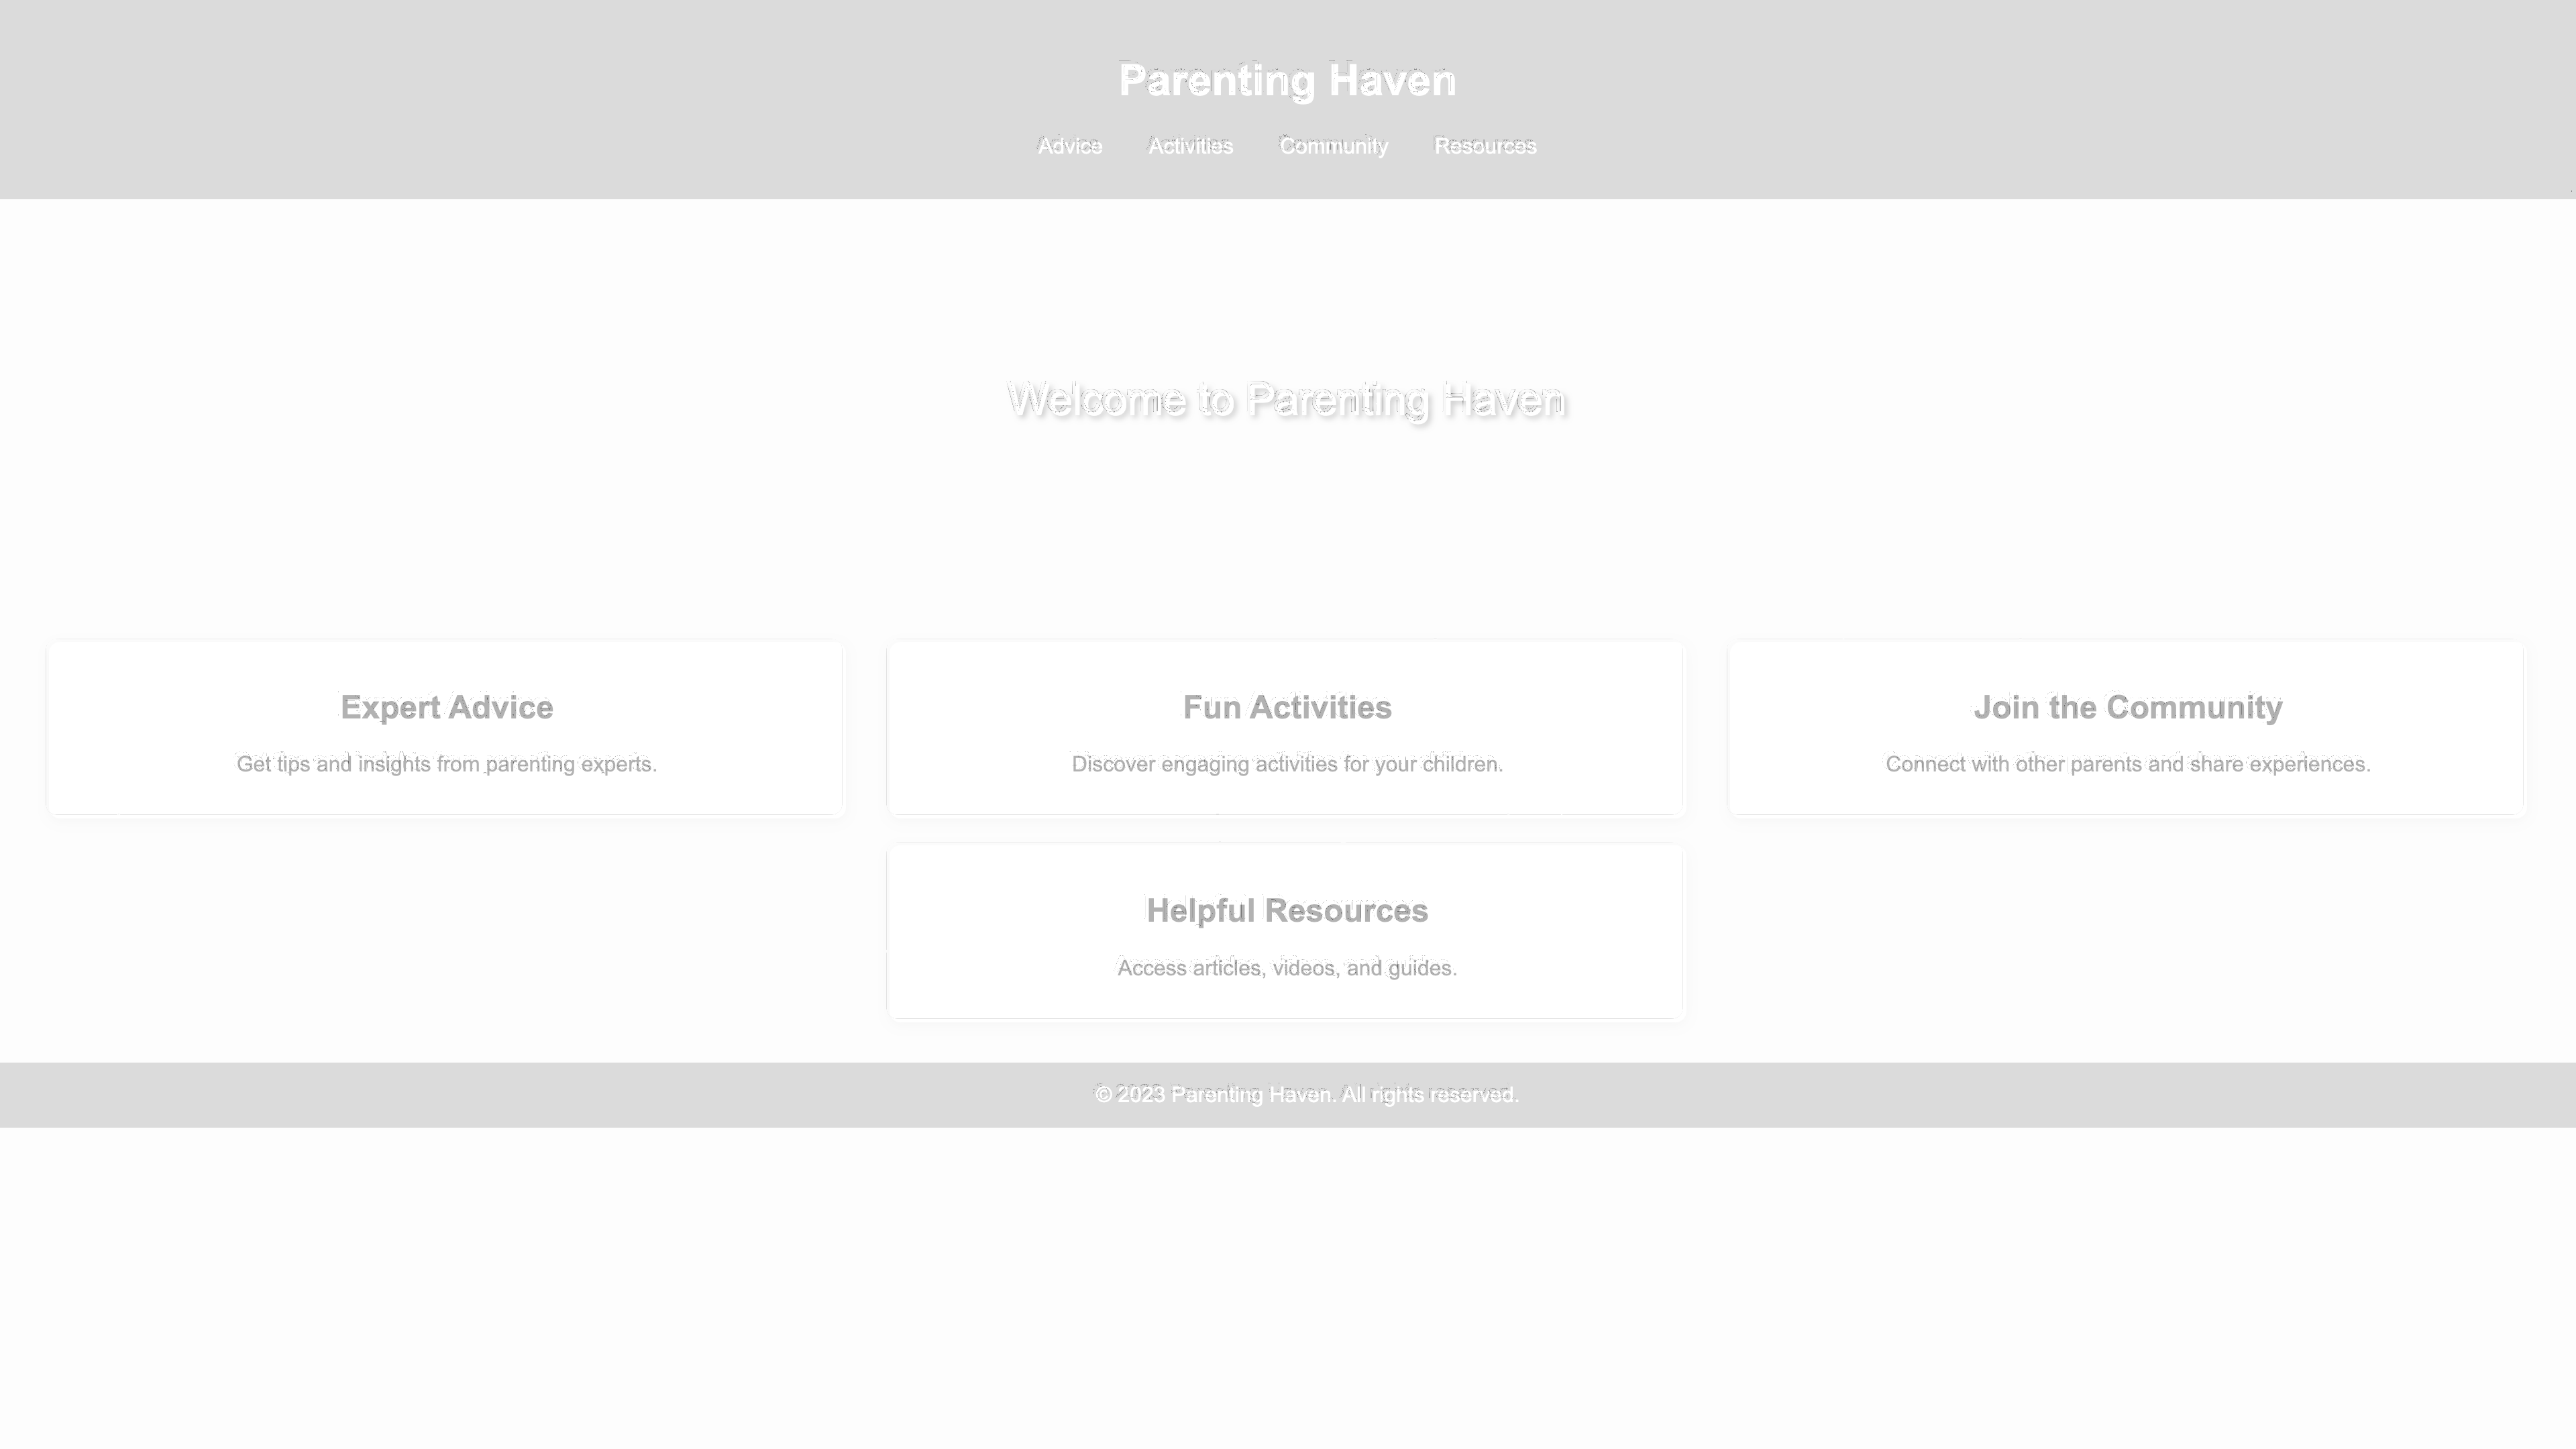 Parenting Haven
Advice Activities Community Resources
Welcome to Parenting Haven
Expert Advice
Get tips and insights from parenting experts.
Fun Activities
Discover engaging activities for your children.
Join the Community
Connect with other parents and share experiences.
Helpful Resources
Access articles, videos, and guides.
© 2023 Parenting Haven. All rights reserved.